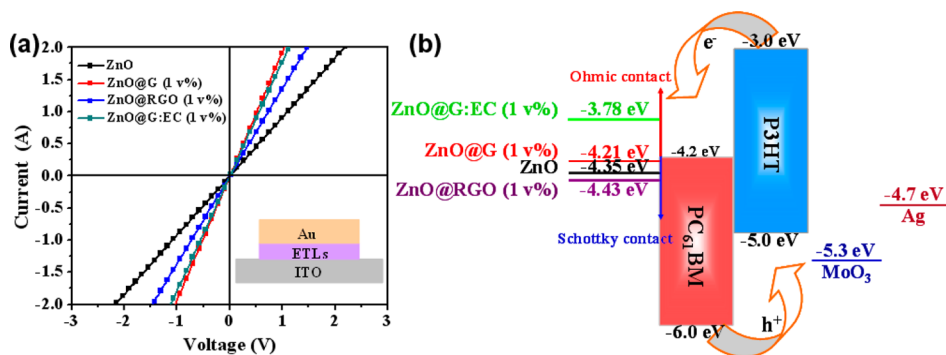 (a)
2.0
1.5
1.0
0.5
0.0
-0.5
-1.0
-1.5
2.0
Current (A)
-3
-2
-1
0
1
2
3
Voltage (V)
ZnO
ZnO@G (1 v%)
ZnO@RGO (1 v%)
ZnO@G:EC (1 v%)
Au
ETLs
ITO
(b)
e-
-3.0 eV
Ohmic contact
ZnO@G:EC (1 v%) -3.78 eV
ZnO@G (1 v%) -4.21 eV
-4.2 eV
ZnO -4.35 eV
ZnO@RGO (1 v%) -4.43 eV
Schottky contact
PC61BM
P3HT
-4.7 eV
Ag
-5.0 eV
-5.3 eV
MoO3
-6.0 eV
h+